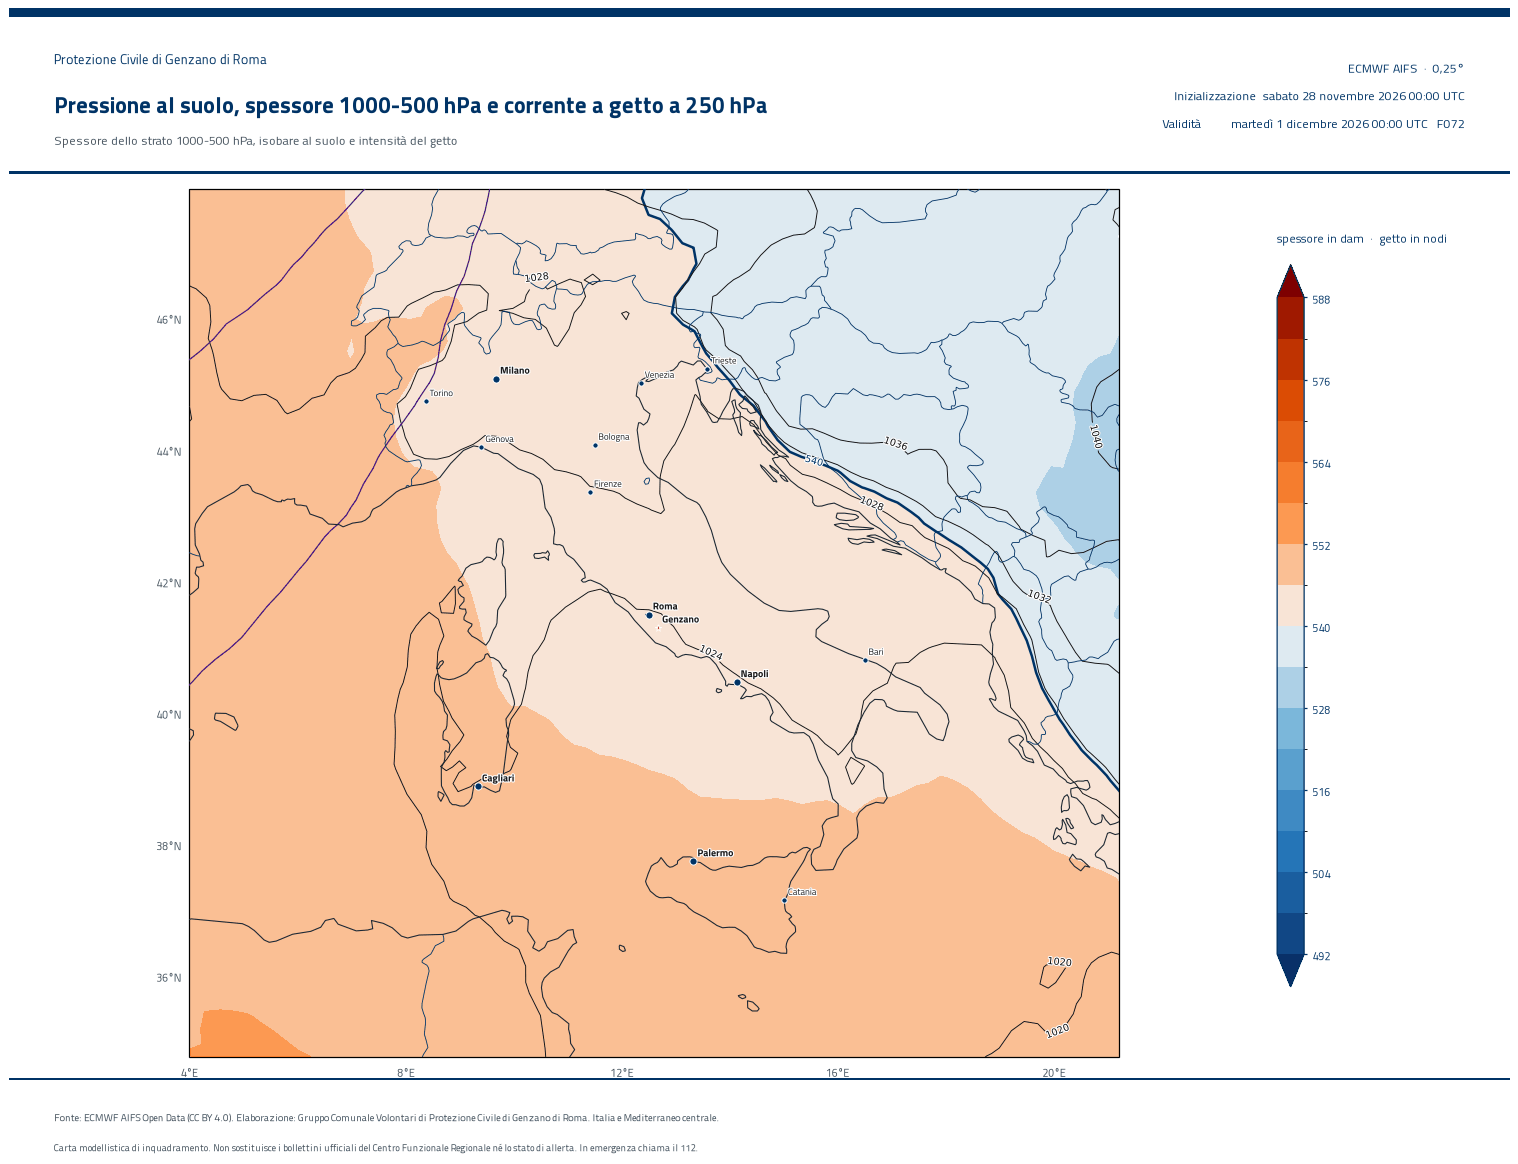 Protezione Civile di Genzano di Roma
Pressione al suolo, spessore 1000-500 hPa e corrente a getto a 250 hPa
Spessore dello strato 1000-500 hPa, isobare al suolo e intensità del getto
ECMWF AIFS · 0,25°
Inizializzazione sabato 28 novembre 2026 00:00 UTC
Validità martedì 1 dicembre 2026 00:00 UTC F072
spessore in dam · getto in nodi
588
576
564
552
540
528
516
504
492
46°N
44°N
42°N
40°N
38°N
36°N
4°E
8°E
12°E
16°E
20°E
1028
Milano
Torino
Venezia
Trieste
Genova
Bologna
Firenze
1036
1040
540
1028
1032
Roma
Genzano
1024
Bari
Napoli
Cagliari
Palermo
Catania
1020
1020
Fonte: ECMWF AIFS Open Data (CC BY 4.0). Elaborazione: Gruppo Comunale Volontari di Protezione Civile di Genzano di Roma. Italia e Mediterraneo centrale.
Carta modellistica di inquadramento. Non sostituisce i bollettini ufficiali del Centro Funzionale Regionale né lo stato di allerta. In emergenza chiama il 112.